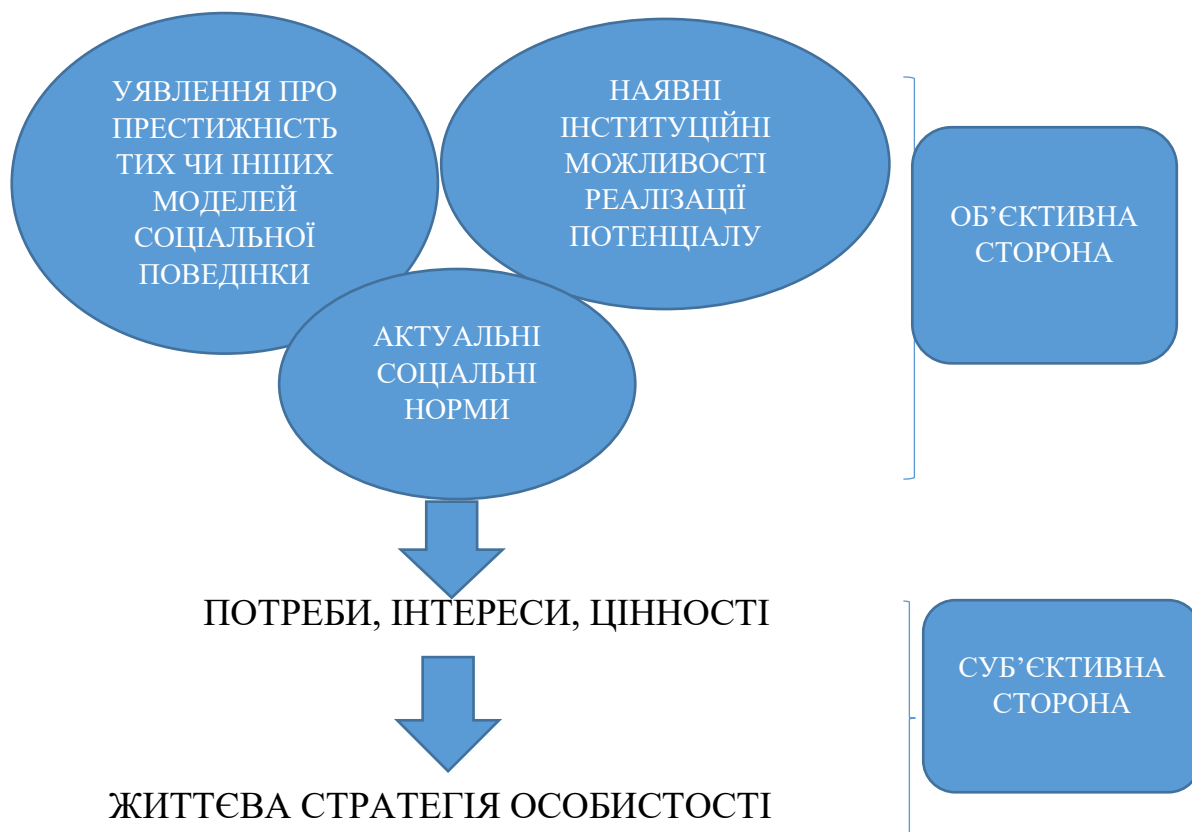 УЯВЛЕННЯ ПРО
ПРЕСТИЖНІСТЬ
ТИХ ЧИ ІНШИХ
МОДЕЛЕЙ
СОЦІАЛЬНОЇ
ПОВЕДІНКИ
НАЯВНІ
ІНСТИТУЦІЙНІ
МОЖЛИВОСТІ
РЕАЛІЗАЦІЇ
ПОТЕНЦІАЛУ
АКТУАЛЬНІ
СОЦІАЛЬНІ
НОРМИ
ОБ’ЄКТИВНА
СТОРОНА
ПОТРЕБИ, ІНТЕРЕСИ, ЦІННОСТІ
СУБ’ЄКТИВНА
СТОРОНА
ЖИТТЄВА СТРАТЕГІЯ ОСОБИСТОСТІ